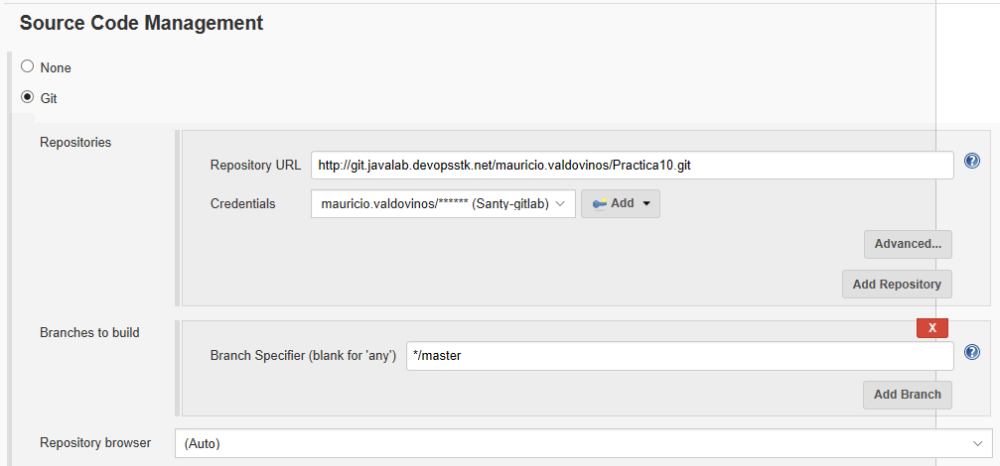 Source Code Management
None
Git
Repositories
Repository URL http://git.javalab.devopsstk.net/mauricio.valdovinos/Practica10.git ?
Credentials mauricio.valdovinos/****** (Santy-gitlab) Add
Advanced...
Add Repository
Branches to build X
Branch Specifier (blank for 'any') */master ?
Add Branch
Repository browser (Auto)